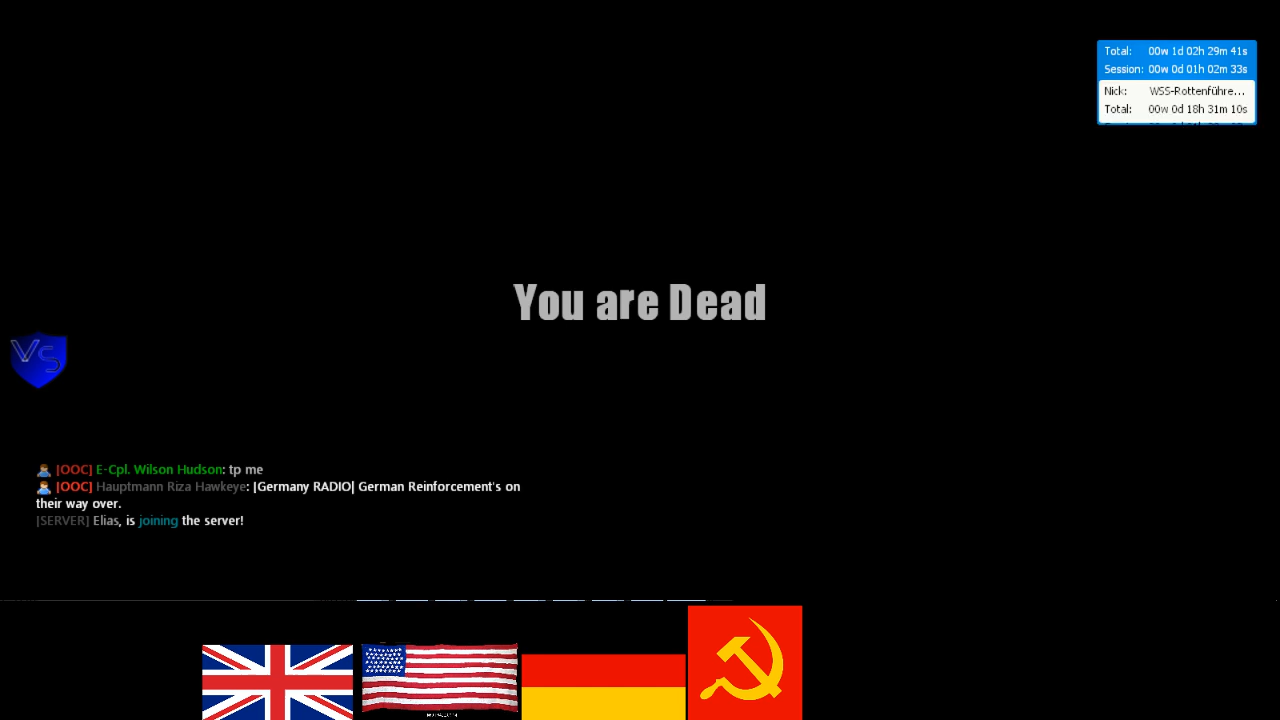 Total: 00w 1d 02h 29m 41s
Session: 00w 0d 01h 02m 33s
Nick: WSS-Rottenführe...
Total: 00w 0d 18h 31m 10s
You are Dead
VS
[OOC] E-Cpl. Wilson Hudson: tp me
[OOC] Hauptmann Riza Hawkeye: |Germany RADIO| German Reinforcement's on
their way over.
[SERVER] Elias, is joining the server!